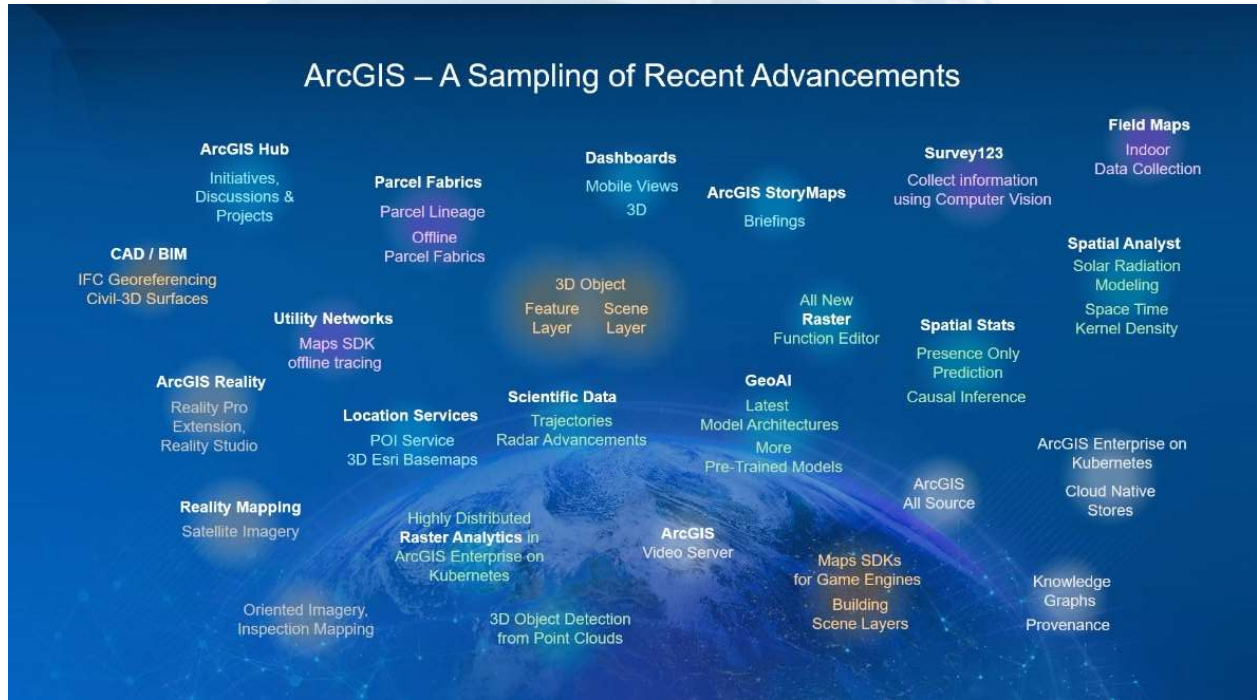 ArcGIS – A Sampling of Recent Advancements
ArcGIS Hub
Initiatives,
Discussions &
Projects
Parcel Fabrics
Parcel Lineage
Offline
Parcel Fabrics
Dashboards
Mobile Views
3D
ArcGIS StoryMaps
Briefings
Survey123
Collect information
using Computer Vision
Field Maps
Indoor
Data Collection
CAD / BIM
IFC Georeferencing
Civil-3D Surfaces
Utility Networks
Maps SDK
offline tracing
3D Object
Feature
Layer
Scene
Layer
All New
Raster
Function Editor
Spatial Stats
Presence Only
Prediction
Causal Inference
Spatial Analyst
Solar Radiation
Modeling
Space Time
Kernel Density
ArcGIS Reality
Reality Pro
Extension,
Reality Studio
Location Services
POI Service
3D Esri Basemaps
Scientific Data
Trajectories
Radar Advancements
GeoAI
Latest
Model Architectures
More
Pre-Trained Models
ArcGIS
All Source
ArcGIS Enterprise on
Kubernetes
Cloud Native
Stores
Reality Mapping
Satellite Imagery
Highly Distributed
Raster Analytics in
ArcGIS Enterprise on
Kubernetes
ArcGIS
Video Server
Maps SDKs
for Game Engines
Building
Scene Layers
Knowledge
Graphs
Provenance
Oriented Imagery,
Inspection Mapping
3D Object Detection
from Point Clouds